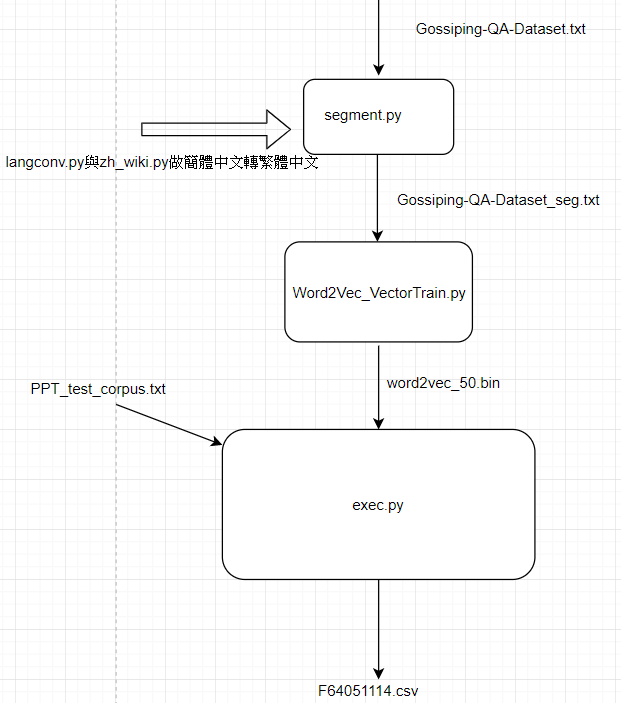 Gossiping-QA-Dataset.txt
segment.py
langconv.py與zh_wiki.py做簡體中文轉繁體中文
Gossiping-QA-Dataset_seg.txt
Word2Vec_VectorTrain.py
word2vec_50.bin
PPT_test_corpus.txt
exec.py
F64051114.csv